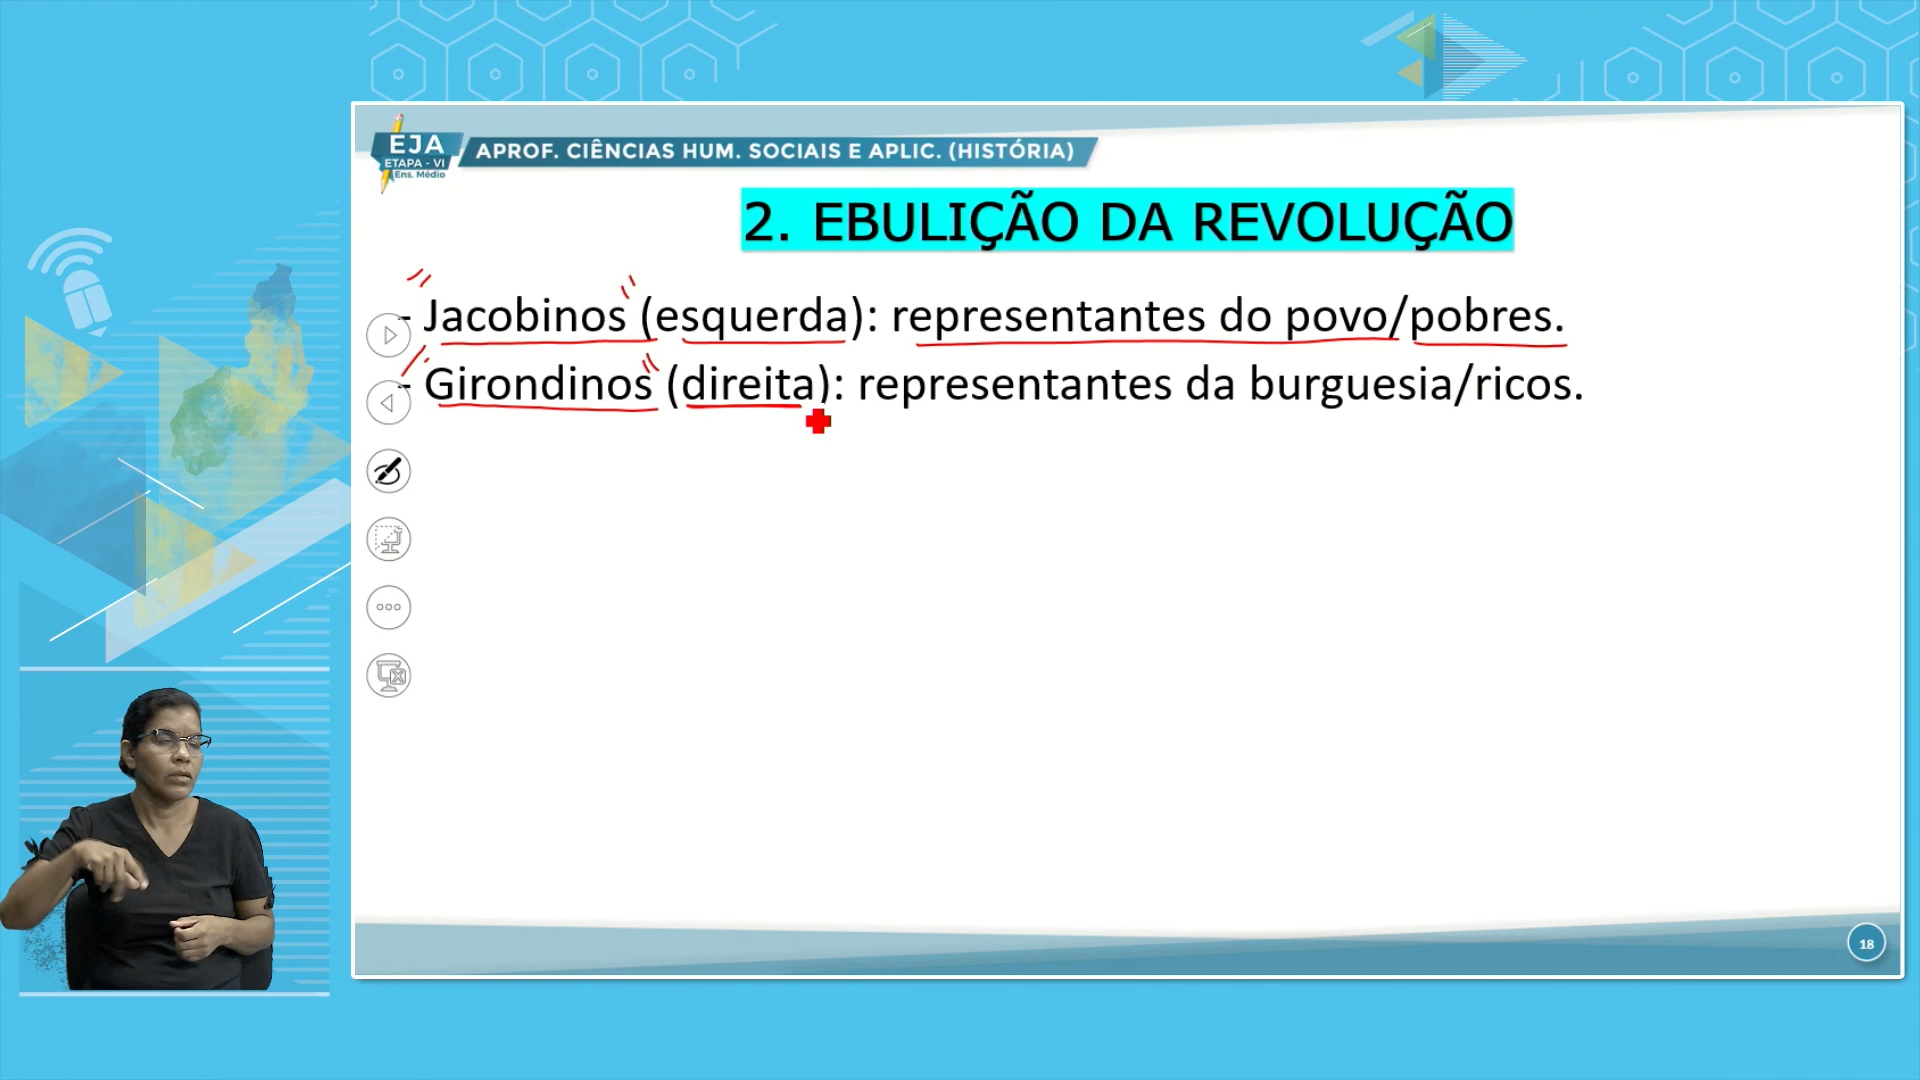 EJA
ETAPA - VI
Ens. Médio
APROF. CIÊNCIAS HUM. SOCIAIS E APLIC. (HISTÓRIA)
2. EBULIÇÃO DA REVOLUÇÃO
- Jacobinos (esquerda): representantes do povo/pobres.
- Girondinos (direita): representantes da burguesia/ricos.
18